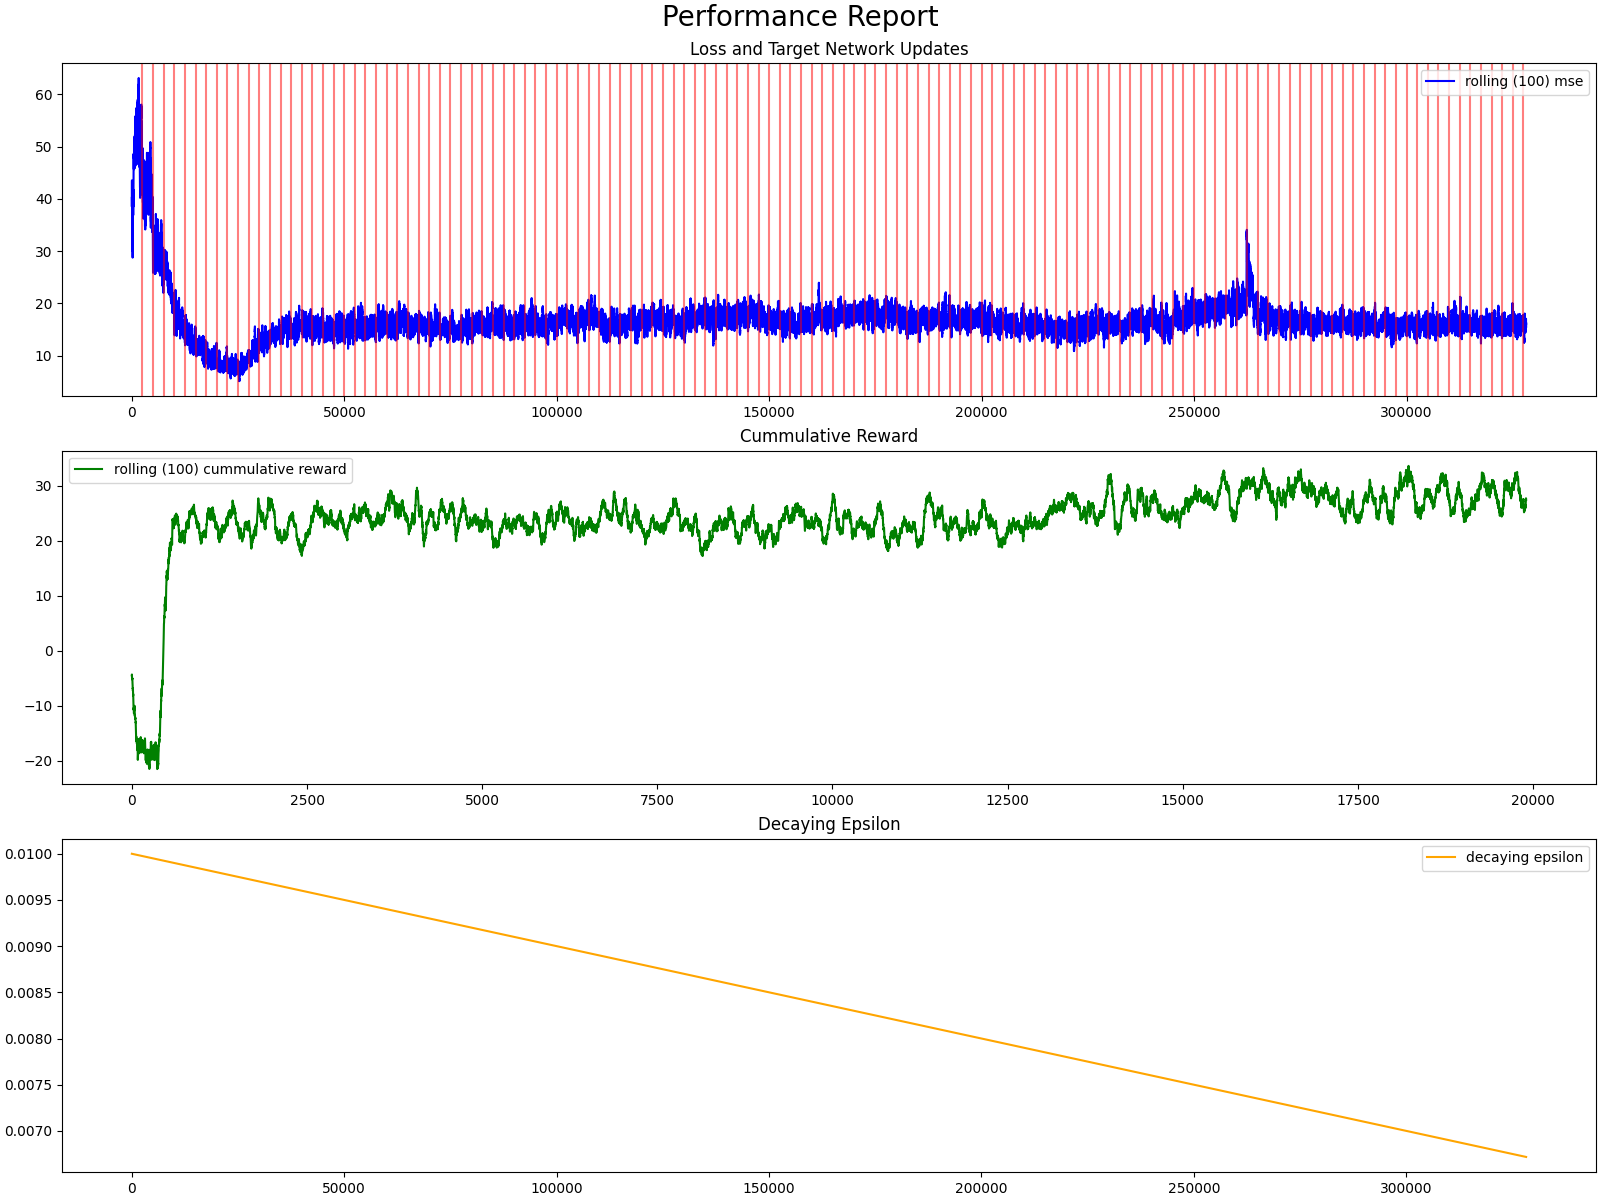 Performance Report
Loss and Target Network Updates
rolling (100) mse
60
50
40
30
20
10
0 50000 100000 150000 200000 250000 300000
Cummulative Reward
rolling (100) cummulative reward
30
20
10
0
−10
−20
0 2500 5000 7500 10000 12500 15000 17500 20000
Decaying Epsilon
decaying epsilon
0.0100
0.0095
0.0090
0.0085
0.0080
0.0075
0.0070
0 50000 100000 150000 200000 250000 300000